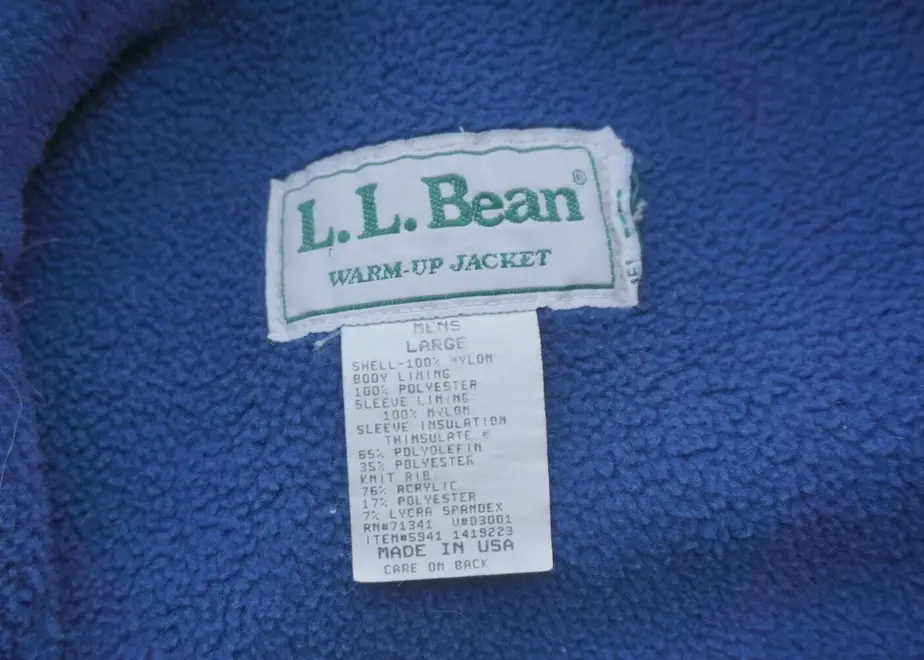 L.L.Bean®
WARM-UP JACKET
MENS
LARGE
SHELL-100% NYLON
BODY LINING
100% POLYESTER
SLEEVE LINING
100% NYLON
SLEEVE INSULATION
THINSULATE ®
65% POLYOLEFIN
35% POLYESTER
KNIT RIB
76% ACRYLIC
17% POLYESTER
7% LYCRA SPANDEX
RN#71341 V#03001
ITEM#5941 1419223
MADE IN USA
CARE ON BACK